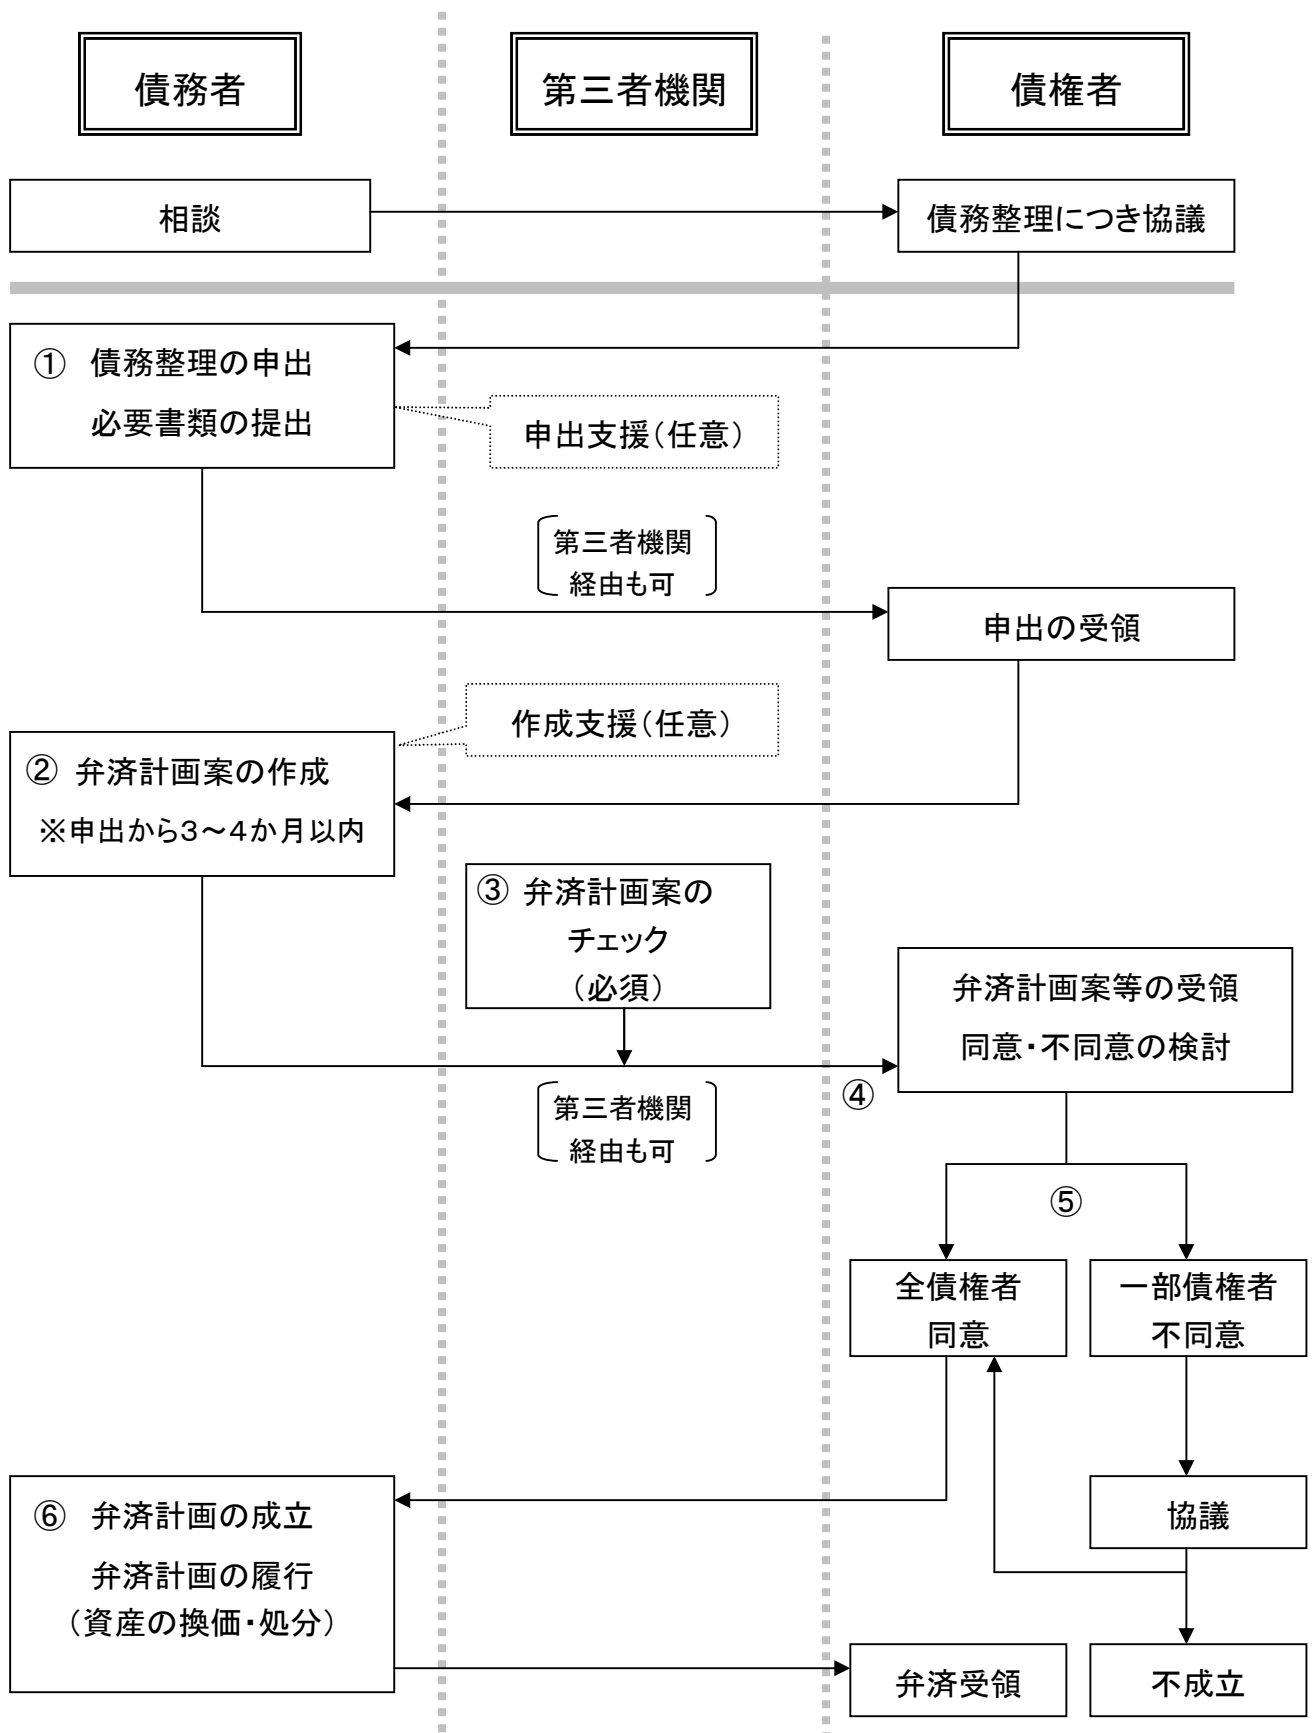 債務者
第三者機関
債権者
相談
債務整理につき協議
① 債務整理の申出
必要書類の提出
申出支援（任意）
第三者機関
経由も可
申出の受領
作成支援（任意）
② 弁済計画案の作成
※申出から３～４か月以内
③ 弁済計画案の
チェック
（必須）
弁済計画案等の受領
同意・不同意の検討
④
第三者機関
経由も可
⑤
全債権者
同意
一部債権者
不同意
協議
⑥ 弁済計画の成立
弁済計画の履行
（資産の換価・処分）
弁済受領
不成立